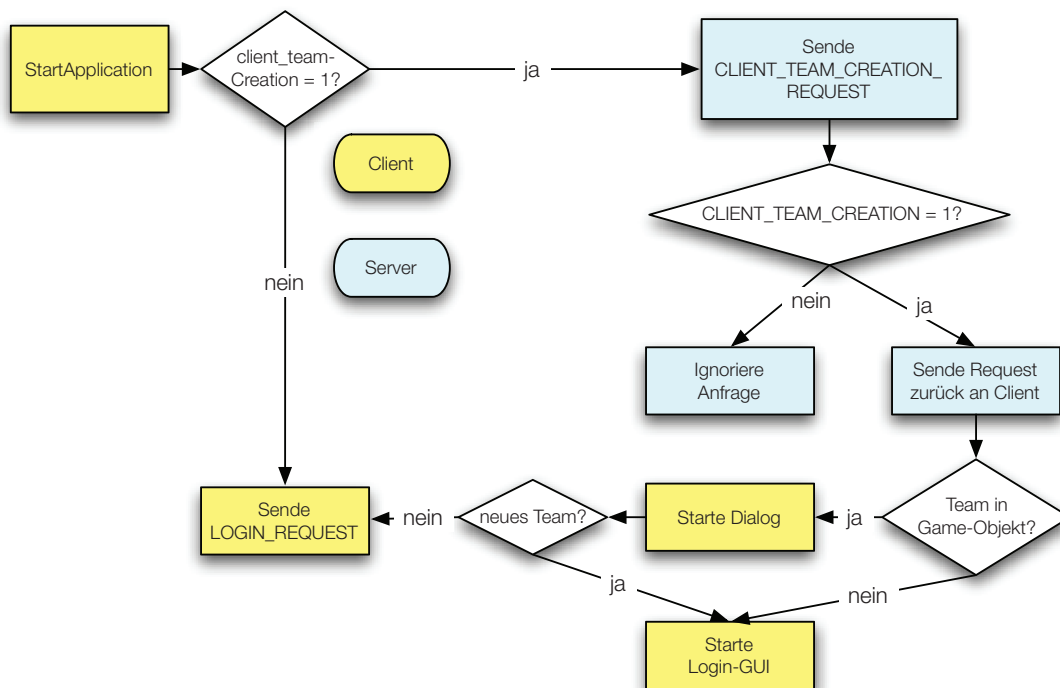 StartApplication
client_team-
Creation = 1?
ja
Sende
CLIENT_TEAM_CREATION_
REQUEST
Client
CLIENT_TEAM_CREATION = 1?
Server
nein
nein
ja
Ignoriere
Anfrage
Sende Request
zurück an Client
Sende
LOGIN_REQUEST
nein
neues Team?
Starte Dialog
ja
Team in
Game-Objekt?
ja
nein
Starte
Login-GUI